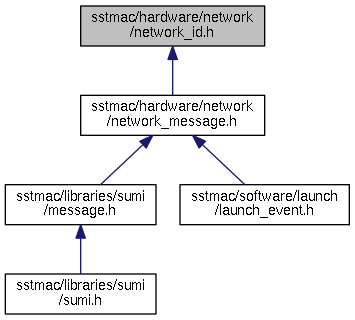 sstmac/hardware/network
/network_id.h
sstmac/hardware/network
/network_message.h
sstmac/libraries/sumi
/message.h
sstmac/software/launch
/launch_event.h
sstmac/libraries/sumi
/sumi.h